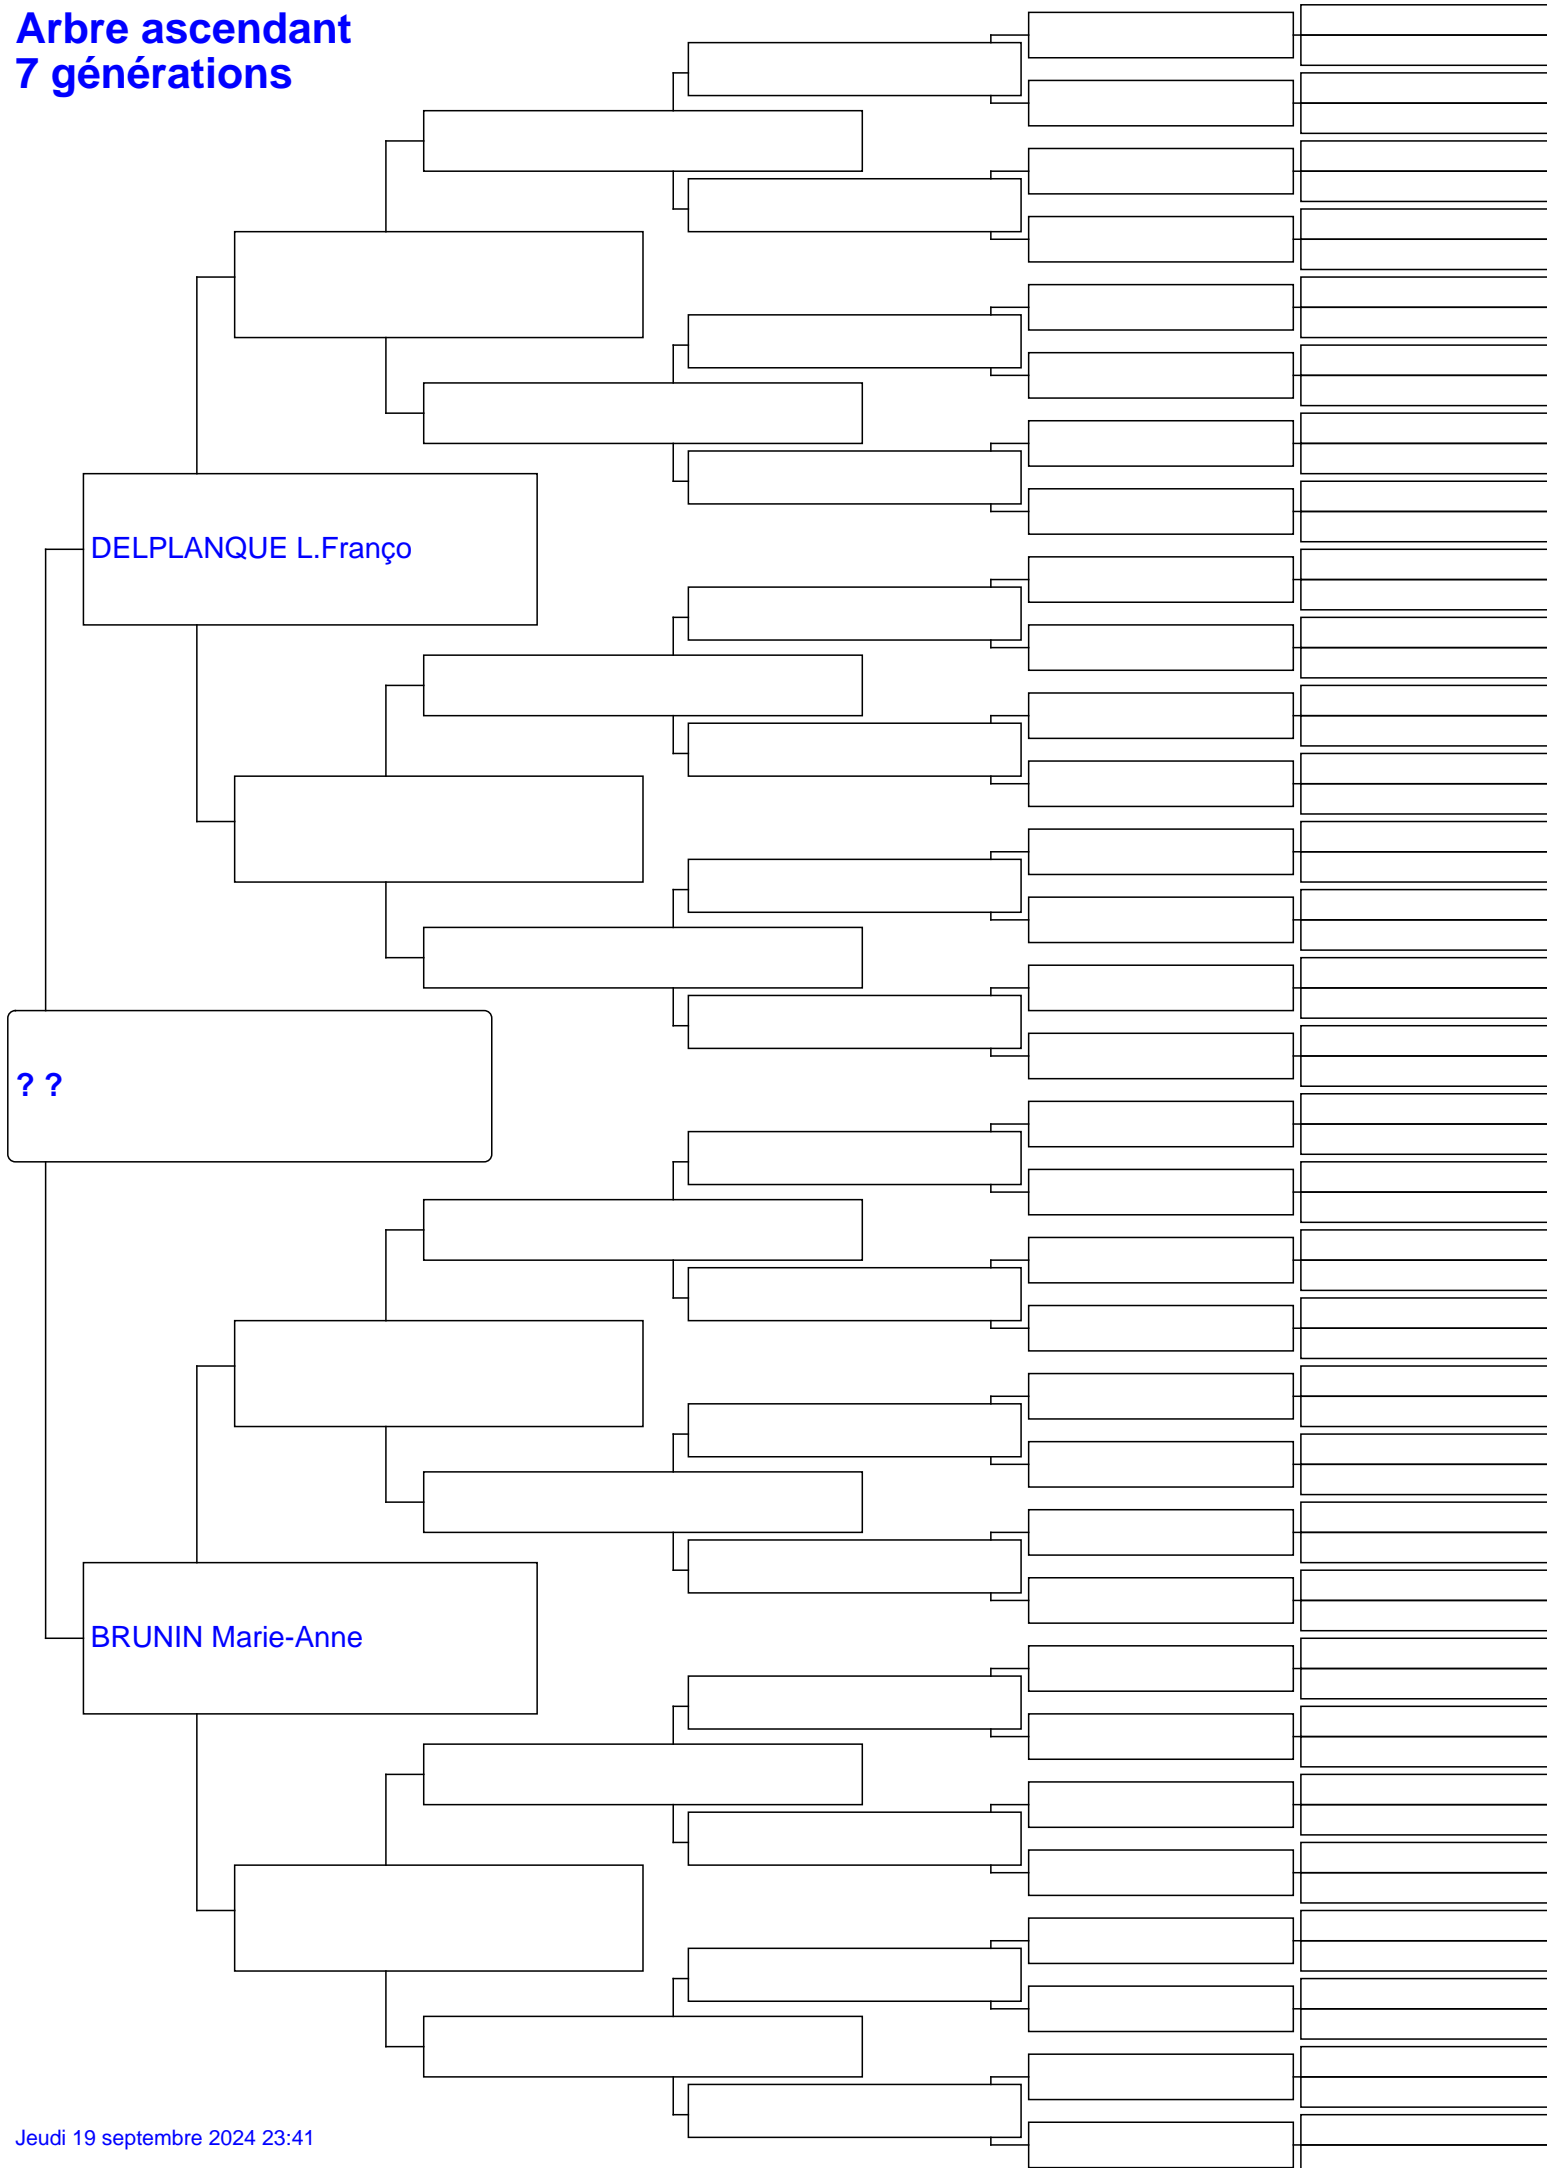 Arbre ascendant
7 générations
DELPLANQUE L.Franço
? ?
BRUNIN Marie-Anne
Jeudi 19 septembre 2024 23:41